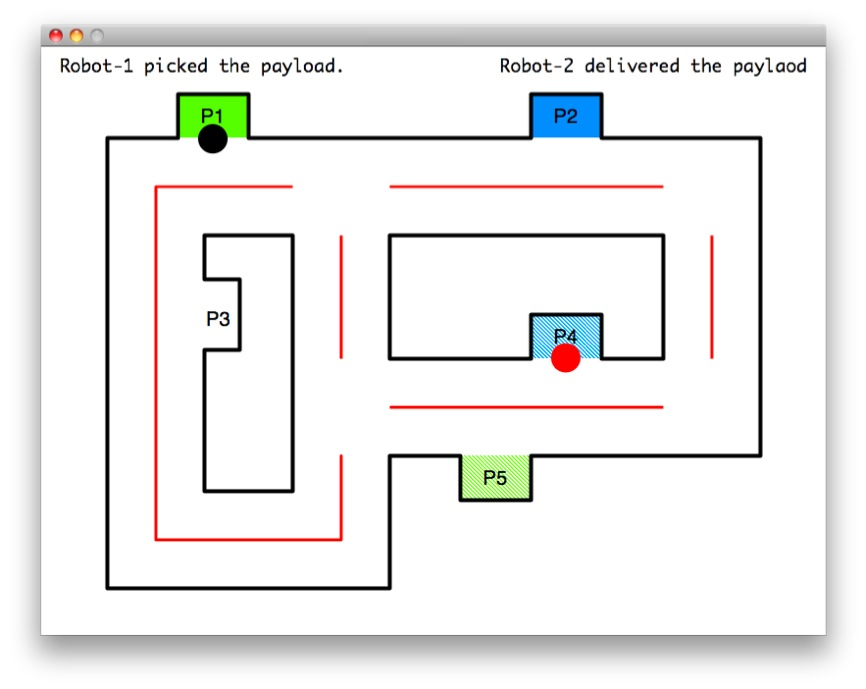 Robot-1 picked the payload.
Robot-2 delivered the paylaod
P1
P2
P3
P4
P5